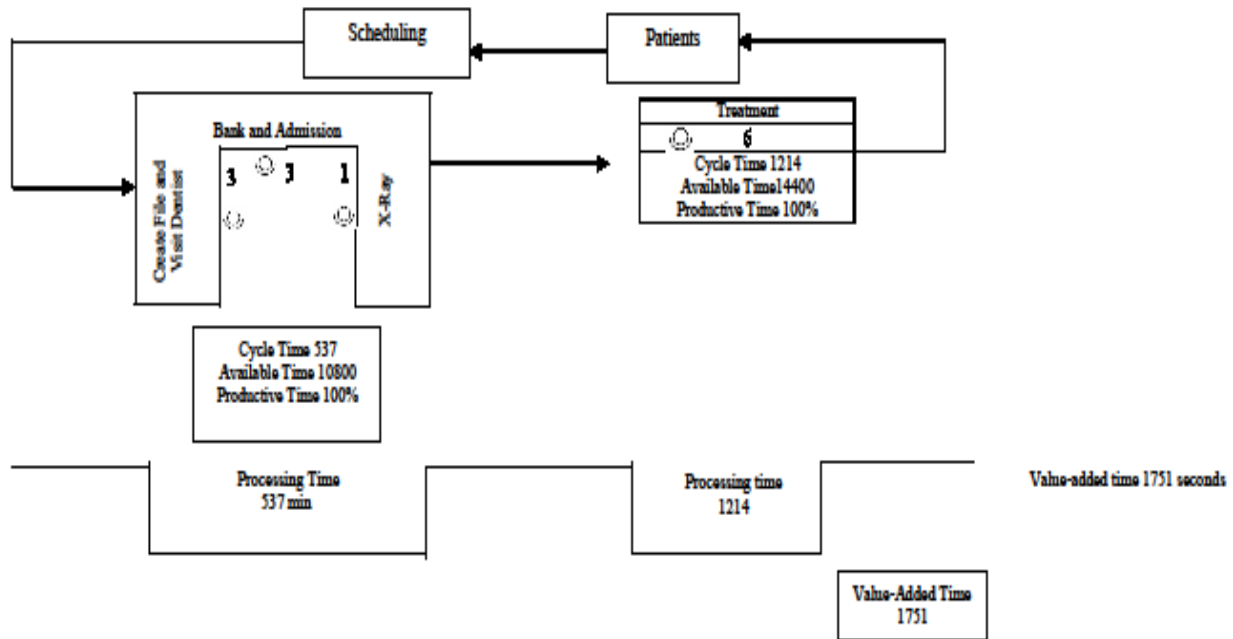 Scheduling
Patients
Bank and Admission
3
3
1
Create File and
Visit Dentist
X-Ray
Treatment
6
Cycle Time 1214
Available Time14400
Productive Time 100%
Cycle Time 537
Available Time 10800
Productive Time 100%
Processing Time
537 min
Processing time
1214
Value-added time 1751 seconds
Value-Added Time
1751